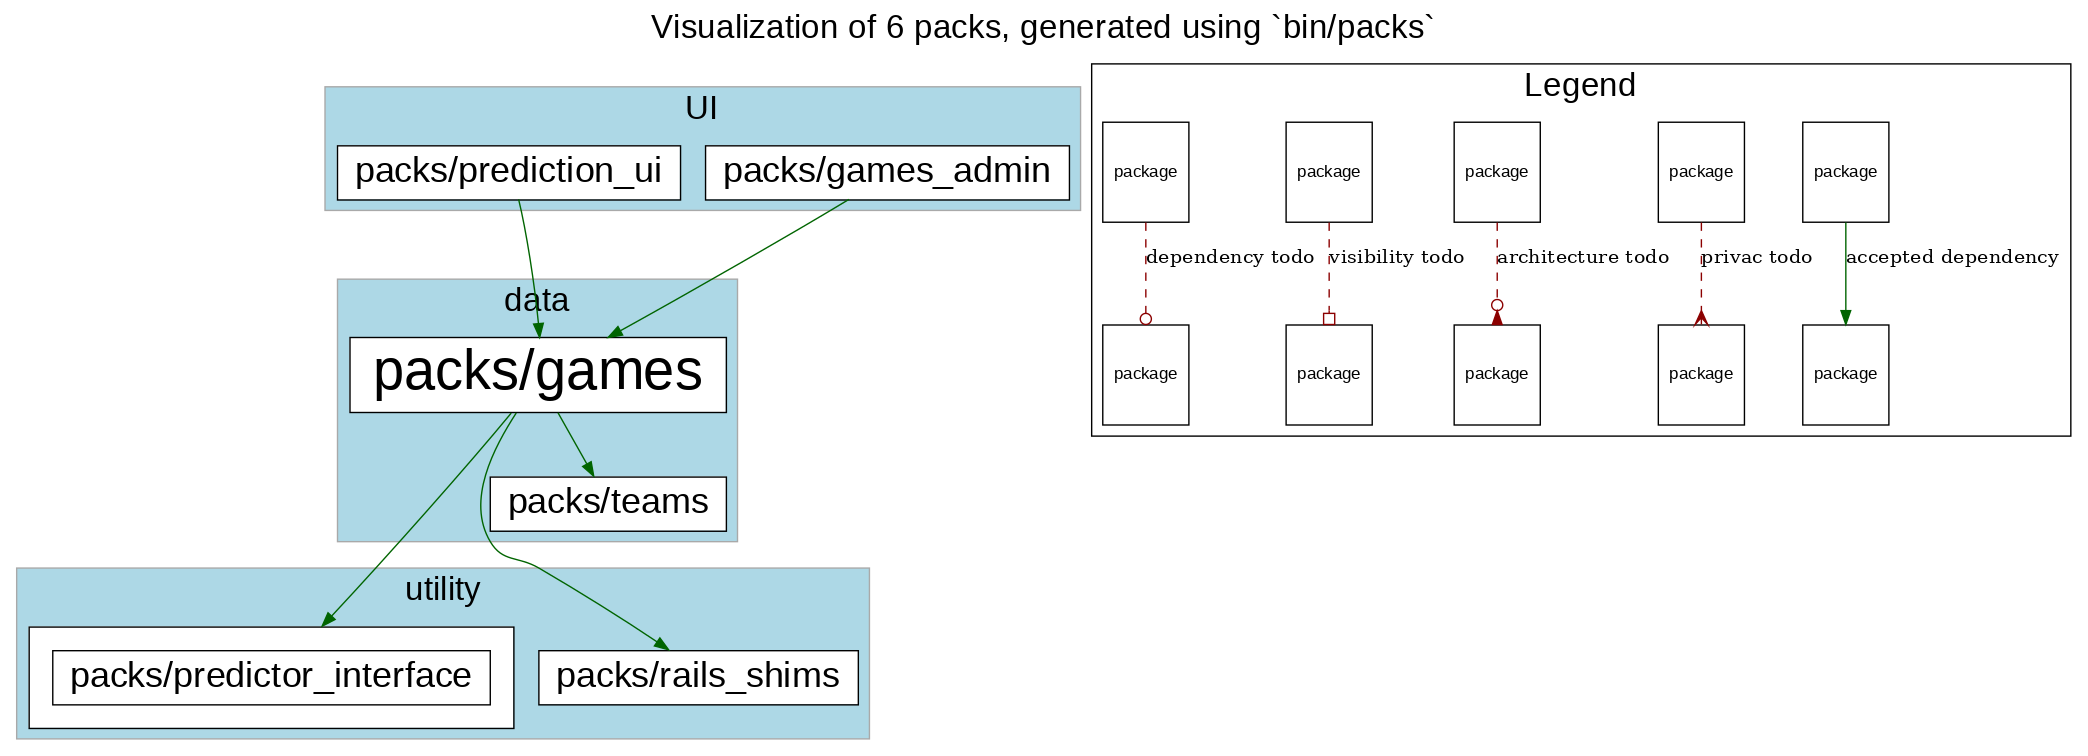 Visualization of 6 packs, generated using `bin/packs`
UI
packs/prediction_ui
packs/games_admin
data
packs/games
packs/teams
utility
packs/predictor_interface
packs/rails_shims
Legend
package
package
package
package
package
dependency todo
visibility todo
architecture todo
privac todo
accepted dependency
package
package
package
package
package